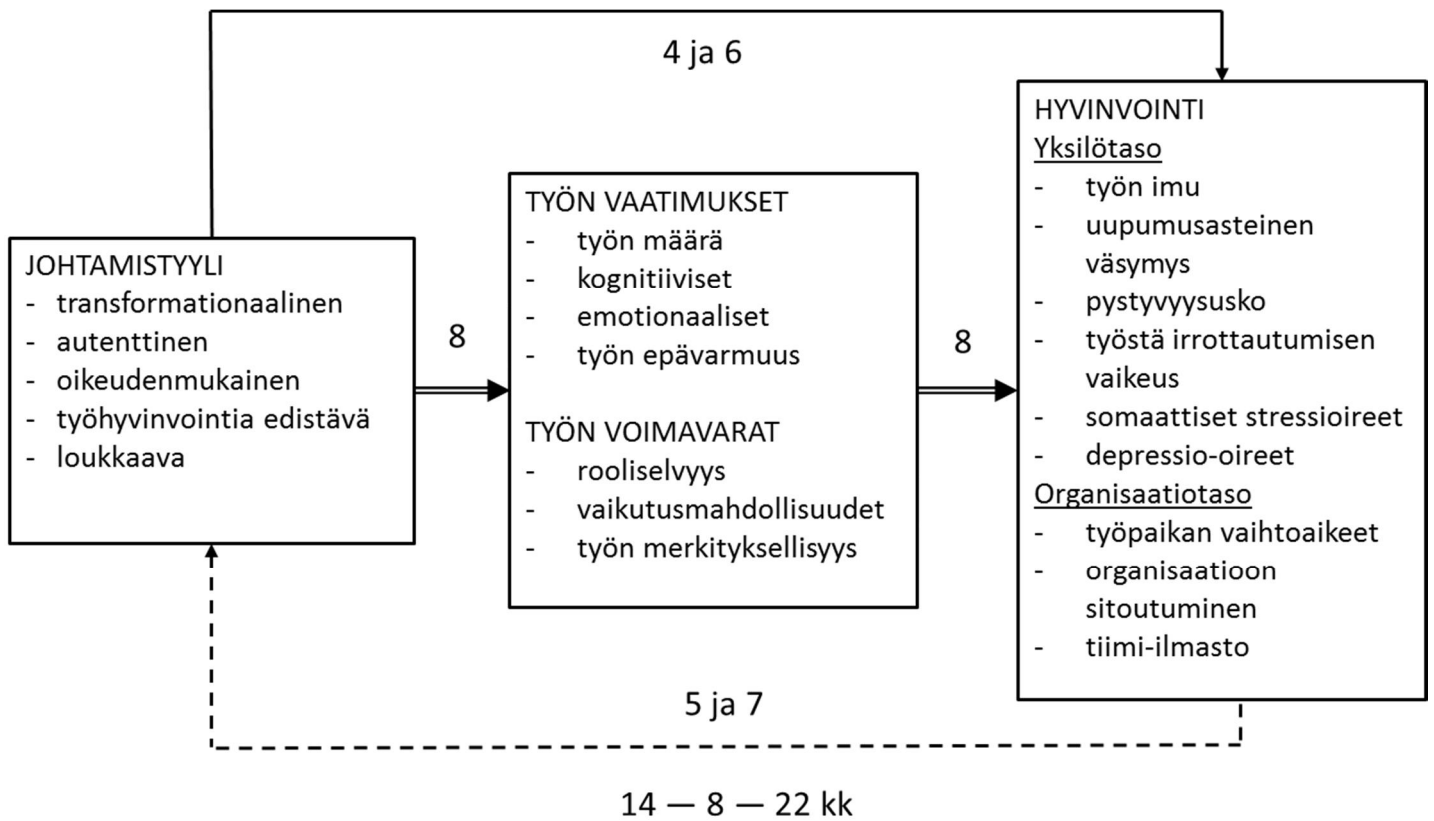 4 ja 6
JOHTAMISTYYLI
- transformationaalinen
- autenttinen
- oikeudenmukainen
- työhyvinvointia edistävä
- loukkaava
8
TYÖN VAATIMUKSET
- työn määrä
- kognitiiviset
- emotionaaliset
- työn epävarmuus
TYÖN VOIMAVARAT
- rooliselvyys
- vaikutusmahdollisuudet
- työn merkityksellisyys
8
HYVINVOINTI
Yksilötaso
- työn imu
- uupumusasteinen
väsymys
- pystyvyysusko
- työstä irrottautumisen
vaikeus
- somaattiset stressioireet
- depressio-oireet
Organisaatiotaso
- työpaikan vaihtoaikeet
- organisaatioon
sitoutuminen
- tiimi-ilmasto
5 ja 7
14 — 8 — 22 kk